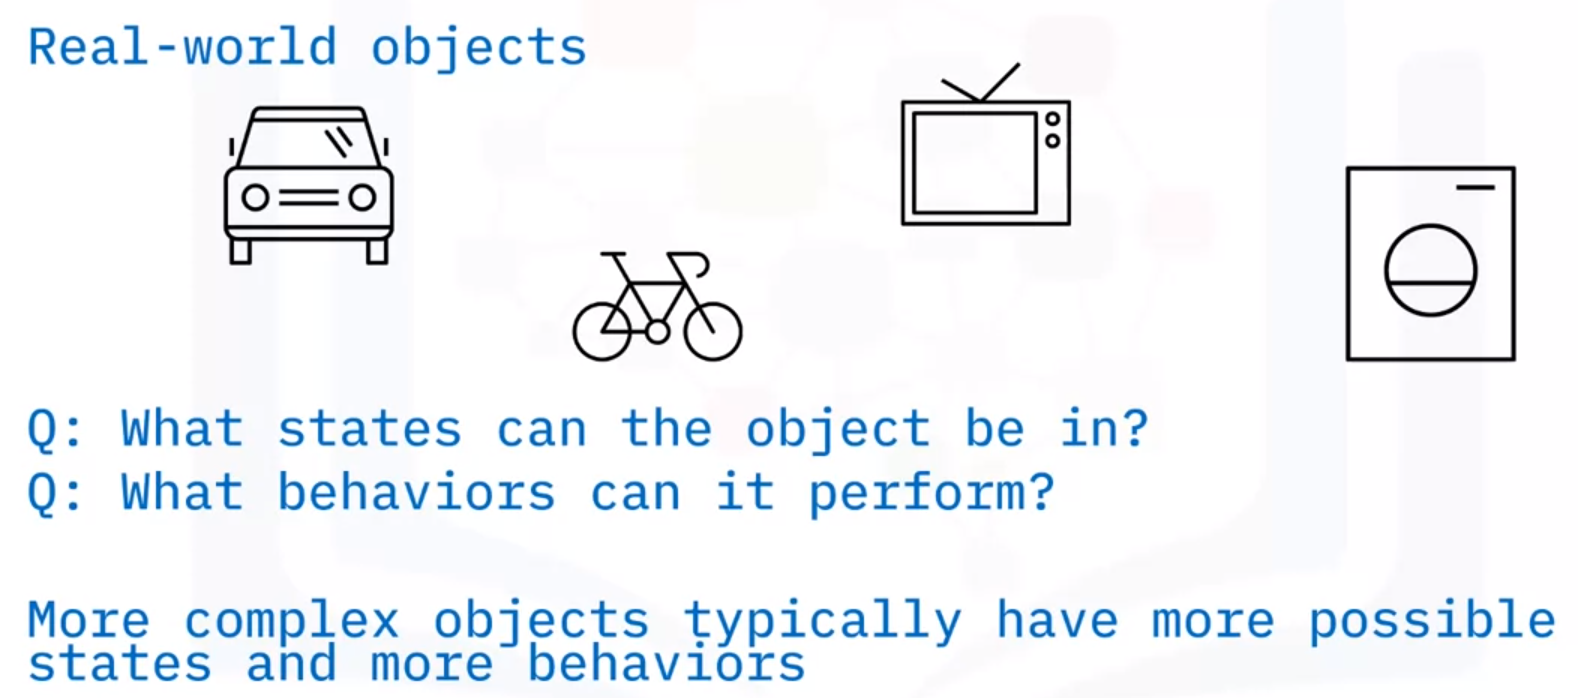 Real-world objects
Q: What states can the object be in?
Q: What behaviors can it perform?
More complex objects typically have more possible
states and more behaviors